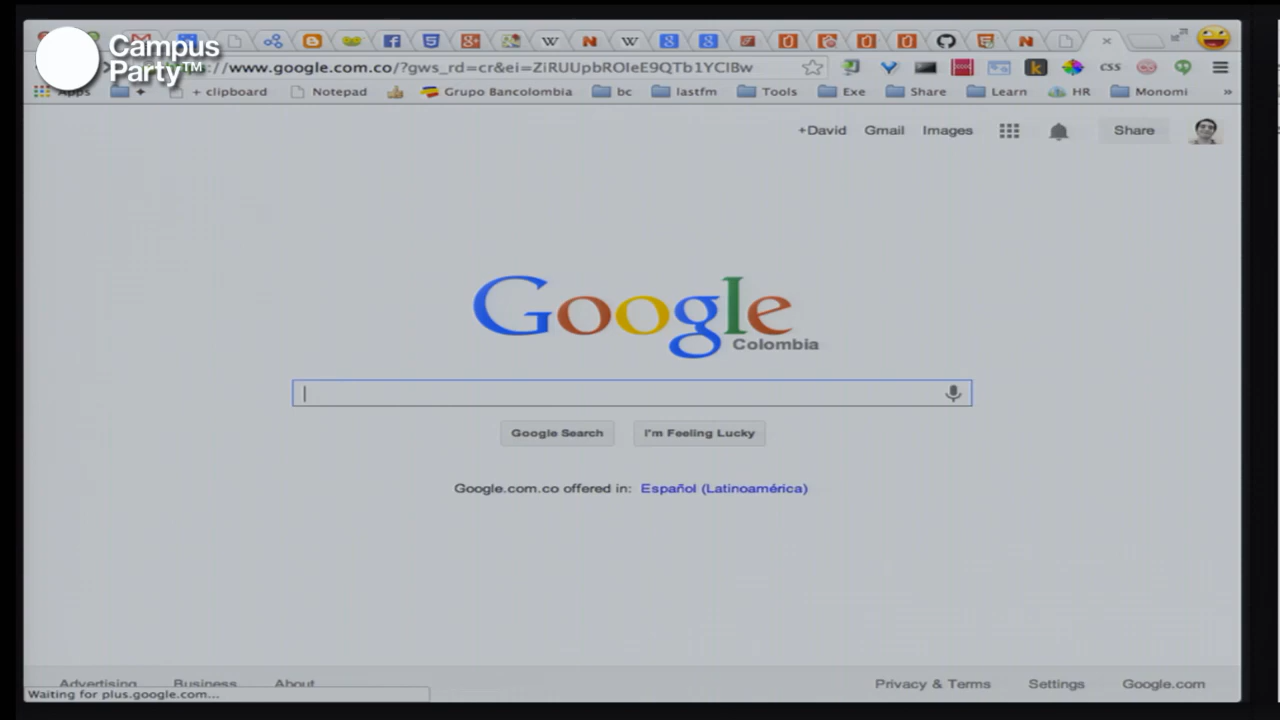 Campus
Party™
://www.google.com.co/?gws_rd=cr&ei=ZiRUUpbROIeE9QTb1YCIBw
css
Apps + + clipboard Notepad Grupo Bancolombia bc lastfm Tools Exe Share Learn HR Monomi »
+David Gmail Images Share
Google
Colombia
Google Search I'm Feeling Lucky
Google.com.co offered in: Español (Latinoamérica)
Advertising Business About Privacy & Terms Settings Google.com
Waiting for plus.google.com...